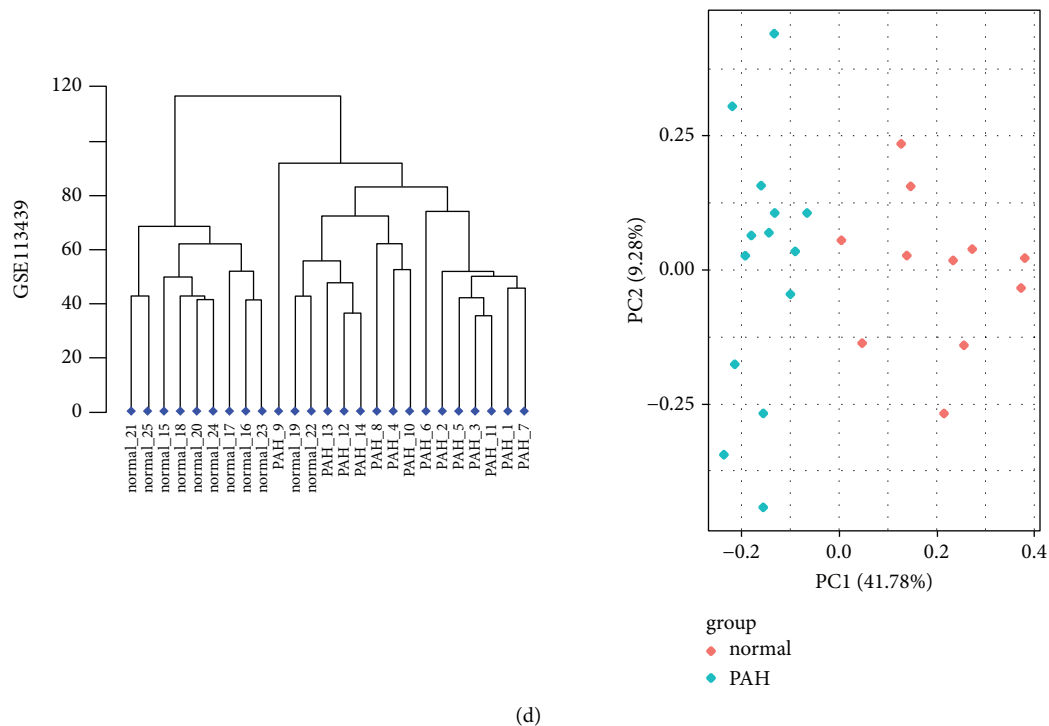 GSE113439
120
80
60
40
20
0
normal_21
normal_25
normal_15
normal_18
normal_20
normal_24
normal_17
normal_16
normal_23
PAH_9
normal_19
normal_22
PAH_13
PAH_12
PAH_14
PAH_8
PAH_4
PAH_10
PAH_6
PAH_2
PAH_5
PAH_3
PAH_11
PAH_1
PAH_7
PC2 (9.28%)
0.25
0.00
−0.25
−0.2 0.0 0.2 0.4
PC1 (41.78%)
group
normal
PAH
(d)